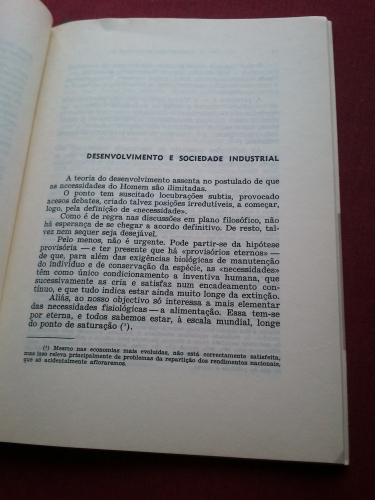 DESENVOLVIMENTO E SOCIEDADE INDUSTRIAL
A teoria do desenvolvimento assenta no postulado de que
as necessidades do Homem são ilimitadas.
O ponto tem suscitado locubrações subtis, provocado
acesos debates, criado talvez posições irredutíveis, a começar,
logo, pela definição de «necessidade».
Como é de regra nas discussões em plano filosófico, não
há esperança de se chegar a acordo definitivo. De resto, tal-
vez nem sequer seja desejável.
Pelo menos, não é urgente. Pode partir-se da hipótese
provisória — e ter presente que há «provisórios eternos» —
de que, para além das exigências biológicas de manutenção
do indivíduo e de conservação da espécie, as «necessidades»
têm como único condicionamento a inventiva humana, que
sucessivamente as cria e satisfaz num encadeamento con-
tínuo, e que tudo indica estar ainda muito longe da extinção.
Aliás, ao nosso objectivo só interessa a mais elementar
das necessidades fisiológicas — a alimentação. Essa tem-se
por eterna, e todos sabemos estar, à escala mundial, longe
do ponto de saturação (¹).
(¹) Mesmo nas economias mais evoluídas, não está correctamente satisfeita,
mas isso releva principalmente de problemas da repartição dos rendimentos nacionais,
que só acidentalmente afloraremos.